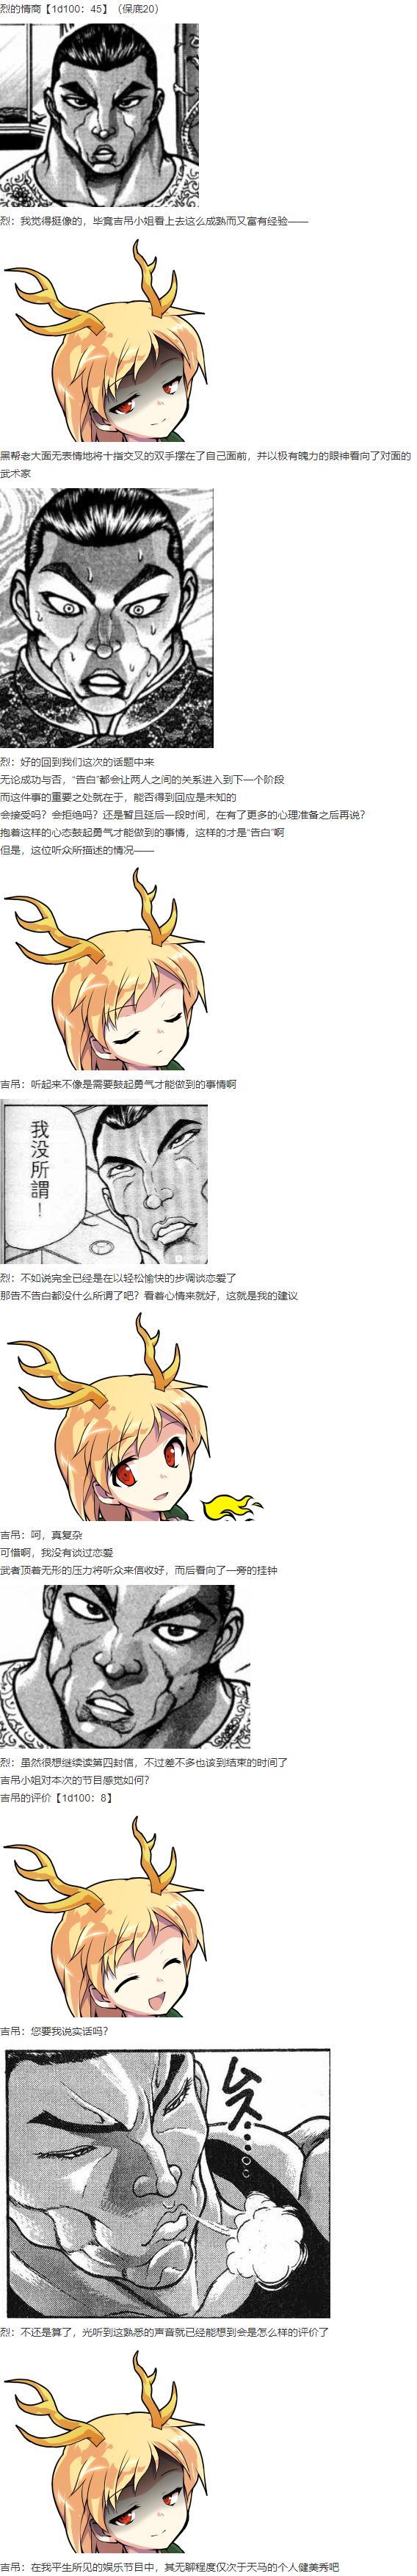 烈的情商【1d100：45】（保底20）
烈：我觉得挺像的，毕竟吉吊小姐看上去这么成熟而又富有经验——
黑帮老大面无表情地将十指交叉的双手摆在了自己面前，并以极有魄力的眼神看向了对面的
武术家
烈：好的回到我们这次的话题中来
无论成功与否，“告白”都会让两人之间的关系进入到下一个阶段
而这件事的重要之处就在于，能否得到回应是未知的
会接受吗？会拒绝吗？还是暂且延后一段时间，在有了更多的心理准备之后再说？
抱着这样的心态鼓起勇气才能做到的事情，这样的才是“告白”啊
但是，这位听众所描述的情况——
吉吊：听起来不像是需要鼓起勇气才能做到的事情啊
我没所謂！
烈：不如说完全已经是在以轻松愉快的步调谈恋爱了
那告不告白都没什么所谓了吧？看着心情来就好，这就是我的建议
吉吊：呵，真复杂
可惜啊，我没有谈过恋爱
武者顶着无形的压力将听众来信收好，而后看向了一旁的挂钟
烈：虽然很想继续读第四封信，不过差不多也该到结束的时间了
吉吊小姐对本次的节目感觉如何？
吉吊的评价【1d100：8】
吉吊：您要我说实话吗？
ムス…
烈：不还是算了，光听到这熟悉的声音就已经能想到会是怎么样的评价了
吉吊：在我平生所见的娱乐节目中，其无聊程度仅次于天马的个人健美秀吧